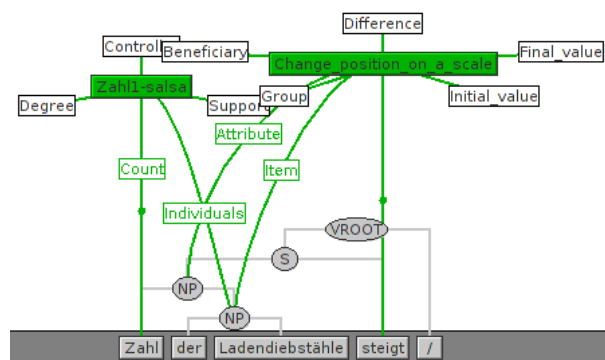 Difference
Controlle
Beneficiary
Change_position_on_a_scale
Final_value
Zahl1-salsa
Degree
Support
Group
Initial_value
Attribute
Count
Item
Individuals
VROOT
S
NP
NP
Zahl der Ladendiebstähle steigt /